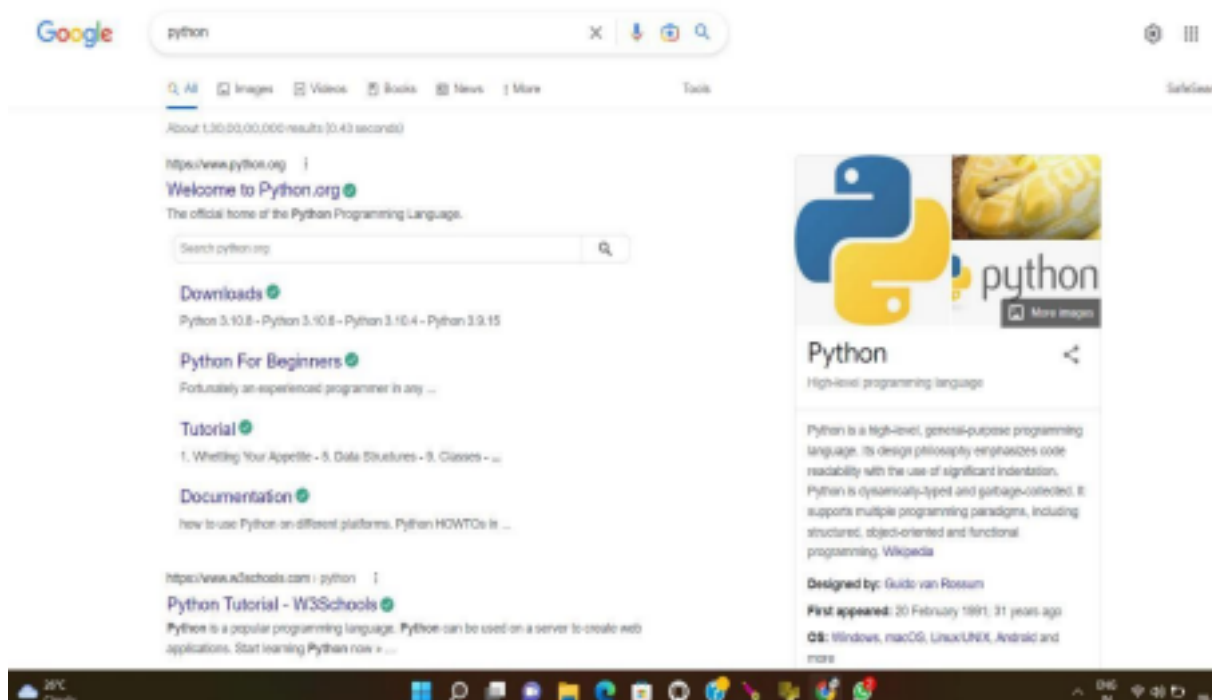 Google
python
All Images Videos Books News More Tools SafeSear
About 1,30,00,00,000 results (0.43 seconds)
https://www.python.org
Welcome to Python.org
The official home of the Python Programming Language.
Search python.org
Downloads
Python 3.10.8 - Python 3.10.6 - Python 3.10.4 - Python 3.9.15
Python For Beginners
Fortunately an experienced programmer in any ...
Tutorial
1. Whetting Your Appetite - 5. Data Structures - 9. Classes - ...
Documentation
how to use Python on different platforms. Python HOWTOs in ...
https://www.w3schools.com › python
Python Tutorial - W3Schools
Python is a popular programming language. Python can be used on a server to create web
applications. Start learning Python now » ...
python
More images
Python
High-level programming language
Python is a high-level, general-purpose programming
language. Its design philosophy emphasizes code
readability with the use of significant indentation.
Python is dynamically-typed and garbage-collected. It
supports multiple programming paradigms, including
structured, object-oriented and functional
programming. Wikipedia
Designed by: Guido van Rossum
First appeared: 20 February 1991; 31 years ago
OS: Windows, macOS, Linux/UNIX, Android and
more
26°C
Cloudy
ENG
IN